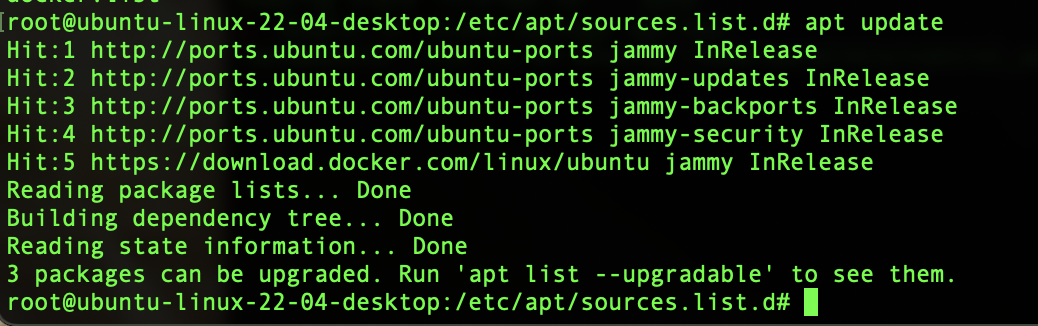 docker.list
[root@ubuntu-linux-22-04-desktop:/etc/apt/sources.list.d# apt update
Hit:1 http://ports.ubuntu.com/ubuntu-ports jammy InRelease
Hit:2 http://ports.ubuntu.com/ubuntu-ports jammy-updates InRelease
Hit:3 http://ports.ubuntu.com/ubuntu-ports jammy-backports InRelease
Hit:4 http://ports.ubuntu.com/ubuntu-ports jammy-security InRelease
Hit:5 https://download.docker.com/linux/ubuntu jammy InRelease
Reading package lists... Done
Building dependency tree... Done
Reading state information... Done
3 packages can be upgraded. Run 'apt list --upgradable' to see them.
root@ubuntu-linux-22-04-desktop:/etc/apt/sources.list.d#